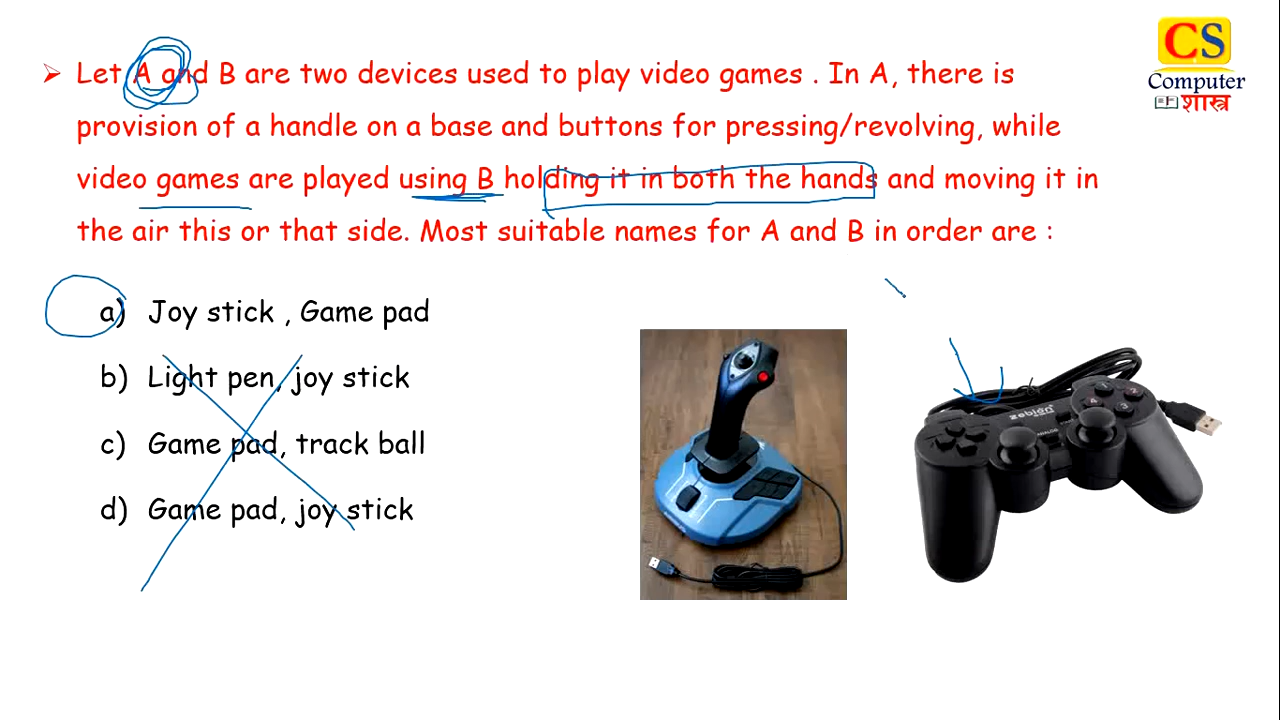 CS
Computer
शास्त्र
➢ Let A and B are two devices used to play video games . In A, there is
provision of a handle on a base and buttons for pressing/revolving, while
video games are played using B holding it in both the hands and moving it in
the air this or that side. Most suitable names for A and B in order are :
a) Joy stick , Game pad
b) Light pen, joy stick
c) Game pad, track ball
d) Game pad, joy stick
zebion